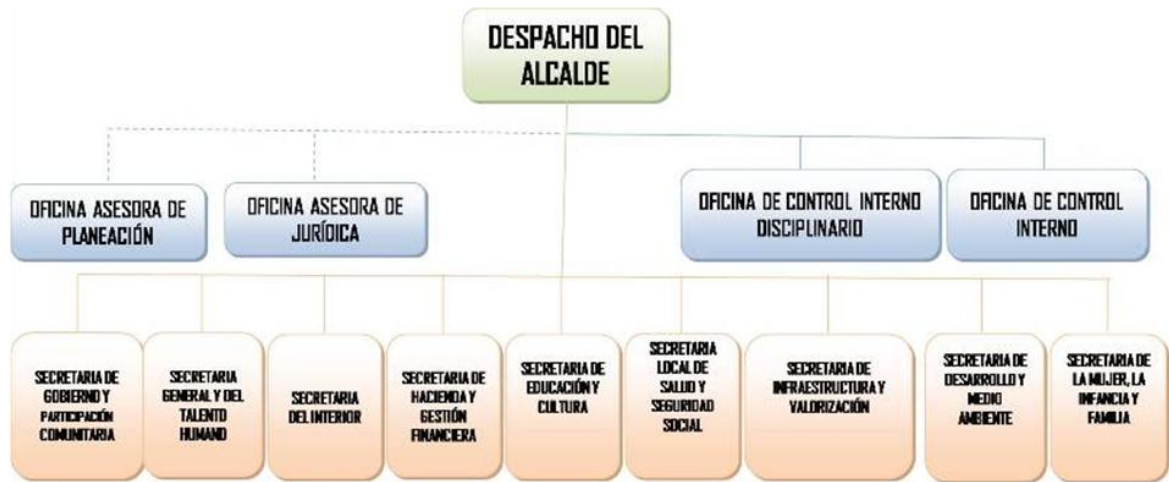 DESPACHO DEL
ALCALDE
OFICINA ASESORA DE
PLANEACIÓN
OFICINA ASESORA DE
JURÍDICA
OFICINA DE CONTROL INTERNO
DISCIPLINARIO
OFICINA DE CONTROL
INTERNO
SECRETARIA DE
GOBIERNO Y
PARTICIPACIÓN
COMUNITARIA
SECRETARIA
GENERAL Y DEL
TALENTO
HUMANO
SECRETARIA
DEL INTERIOR
SECRETARIA DE
HACIENDA Y
GESTIÓN
FINANCIERA
SECRETARIA DE
EDUCACIÓN Y
CULTURA
SECRETARIA
LOCAL DE
SALUD Y
SEGURIDAD
SOCIAL
SECRETARIA DE
INFRAESTRUCTURA Y
VALORIZACIÓN
SECRETARIA DE
DESARROLLO Y
MEDIO
AMBIENTE
SECRETARIA DE
LA MUJER, LA
INFANCIA Y
FAMILIA